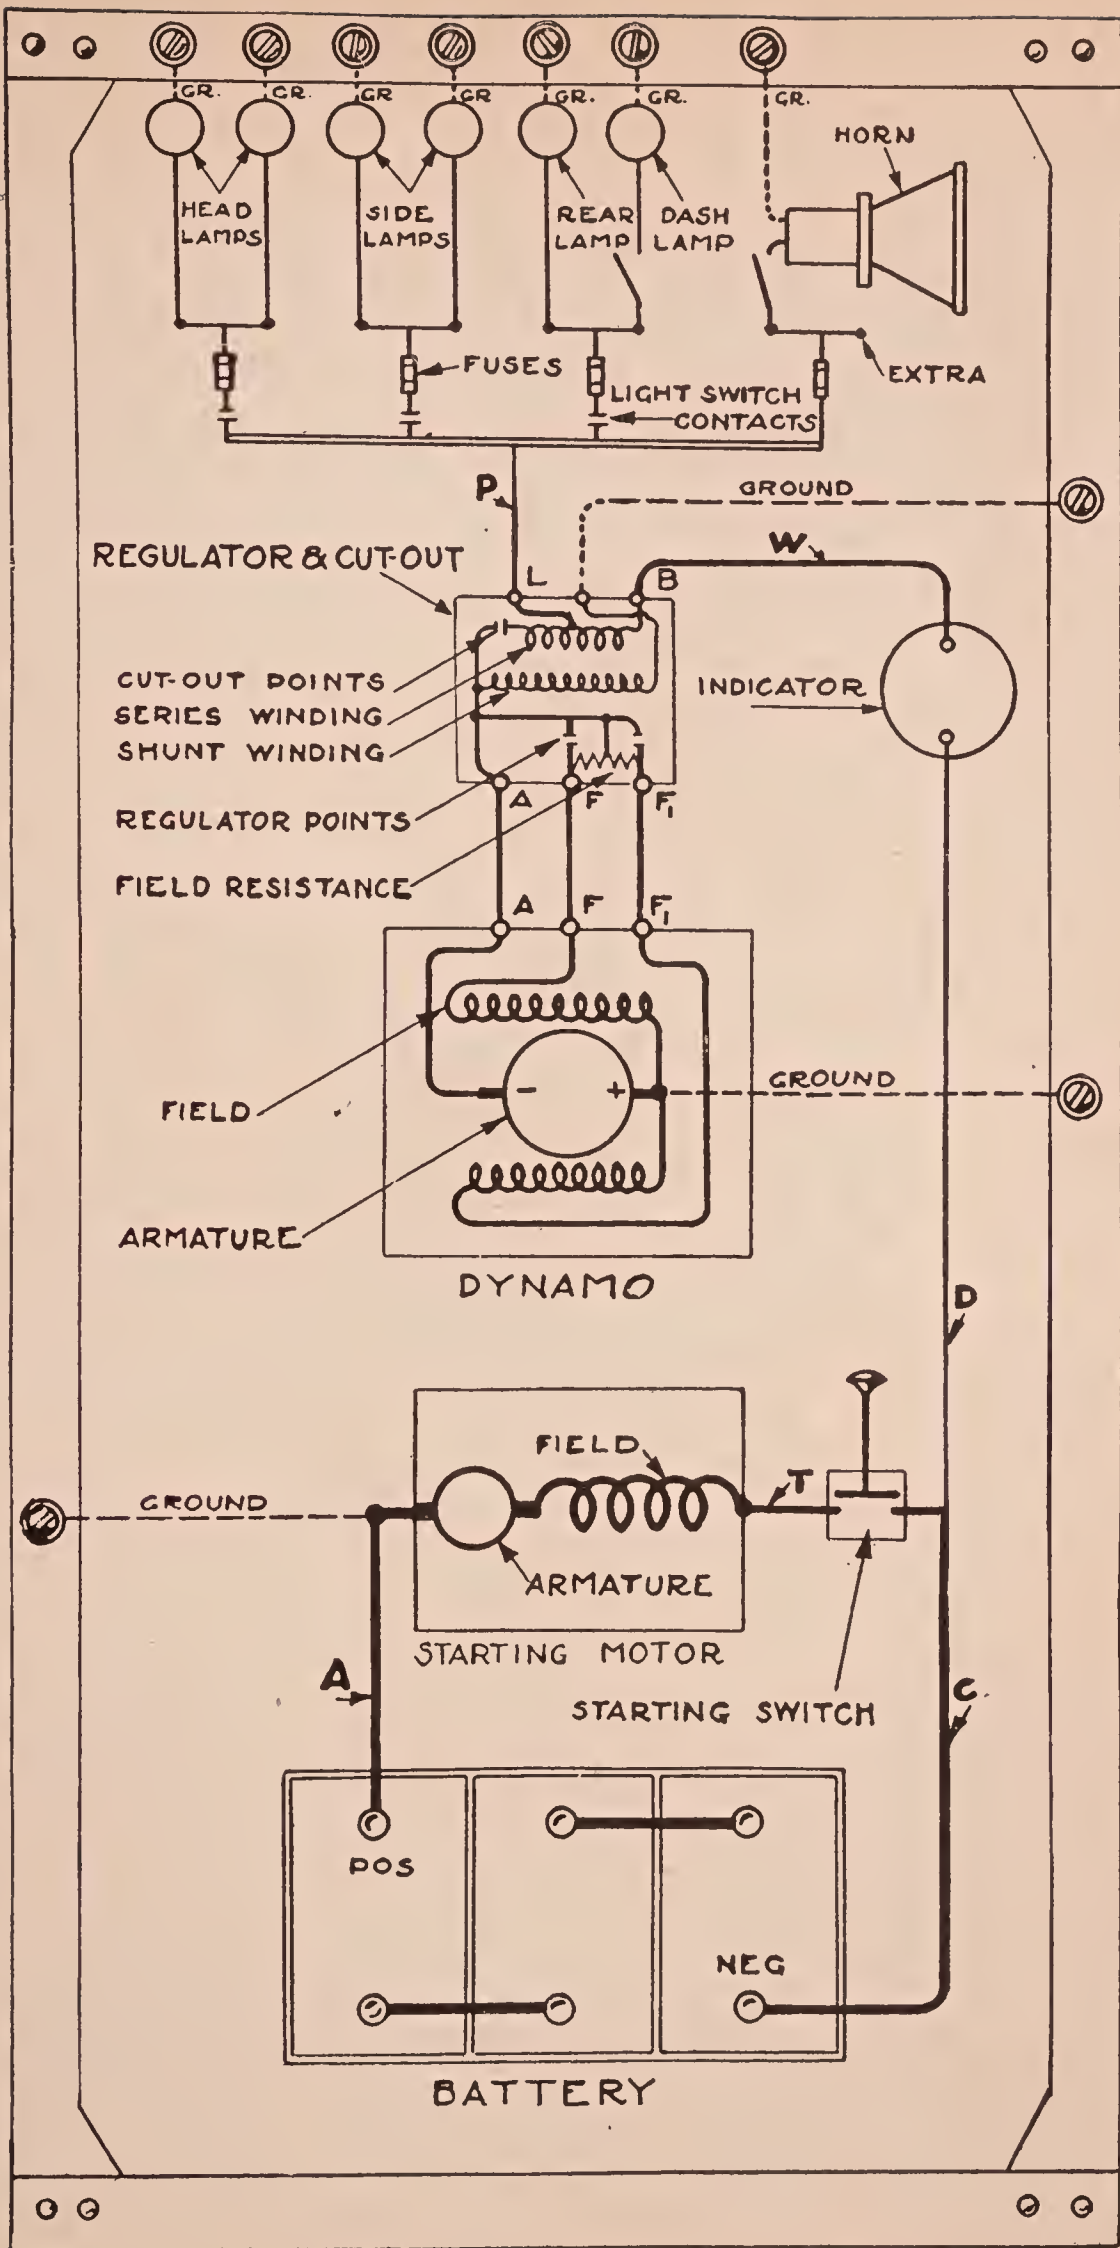 GR.
GR.
GR
GR
GR.
GR.
GR.
HORN
HEAD
LAMPS
SIDE
LAMPS
REAR
LAMP
DASH
LAMP
FUSES
EXTRA
LIGHT SWITCH
CONTACTS
P
GROUND
W
REGULATOR & CUT-OUT
L
B
CUT-OUT POINTS
SERIES WINDING
SHUNT WINDING
INDICATOR
REGULATOR POINTS
A
F
F1
FIELD RESISTANCE
A
F
F1
- +
GROUND
FIELD
ARMATURE
DYNAMO
D
FIELD
T
GROUND
ARMATURE
STARTING MOTOR
A
C
STARTING SWITCH
POS
NEG
BATTERY